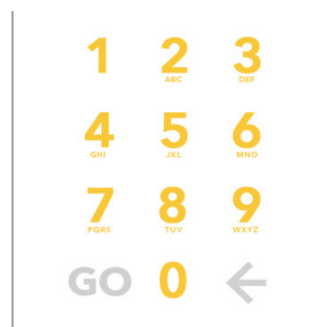 1 2 3
ABC DEF
4 5 6
GHI JKL MNO
7 8 9
PQRS TUV WXYZ
GO 0 ←